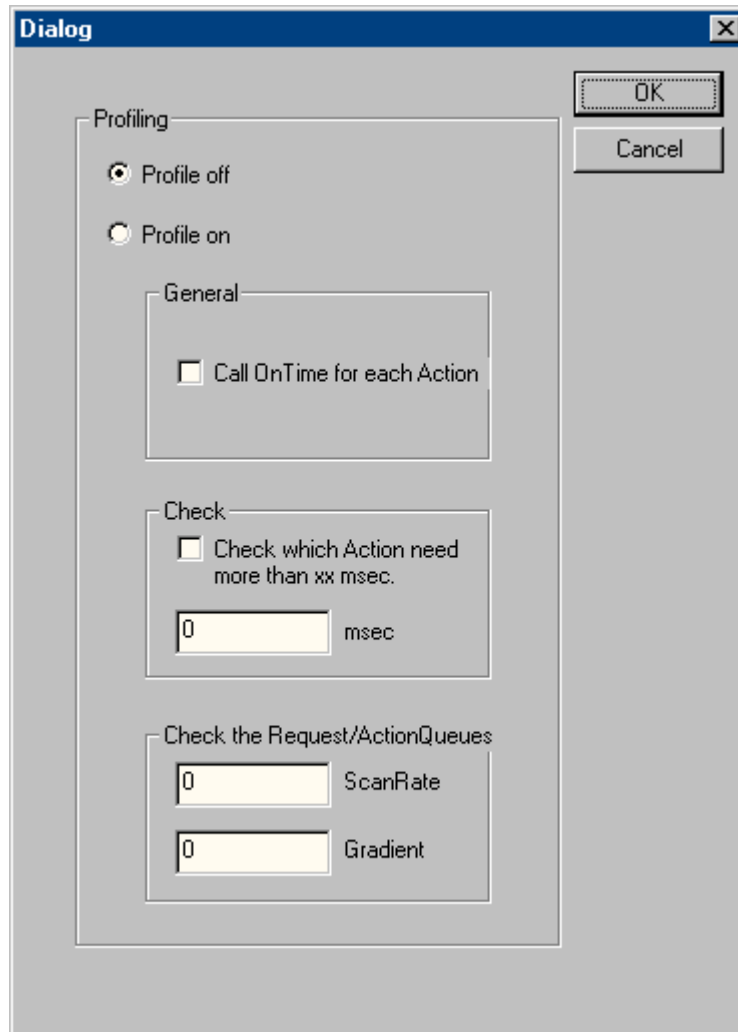 Dialog
OK
Cancel
Profiling
Profile off
Profile on
General
Call OnTime for each Action
Check
Check which Action need
more than xx msec.
0 msec
Check the Request/ActionQueues
0 ScanRate
0 Gradient